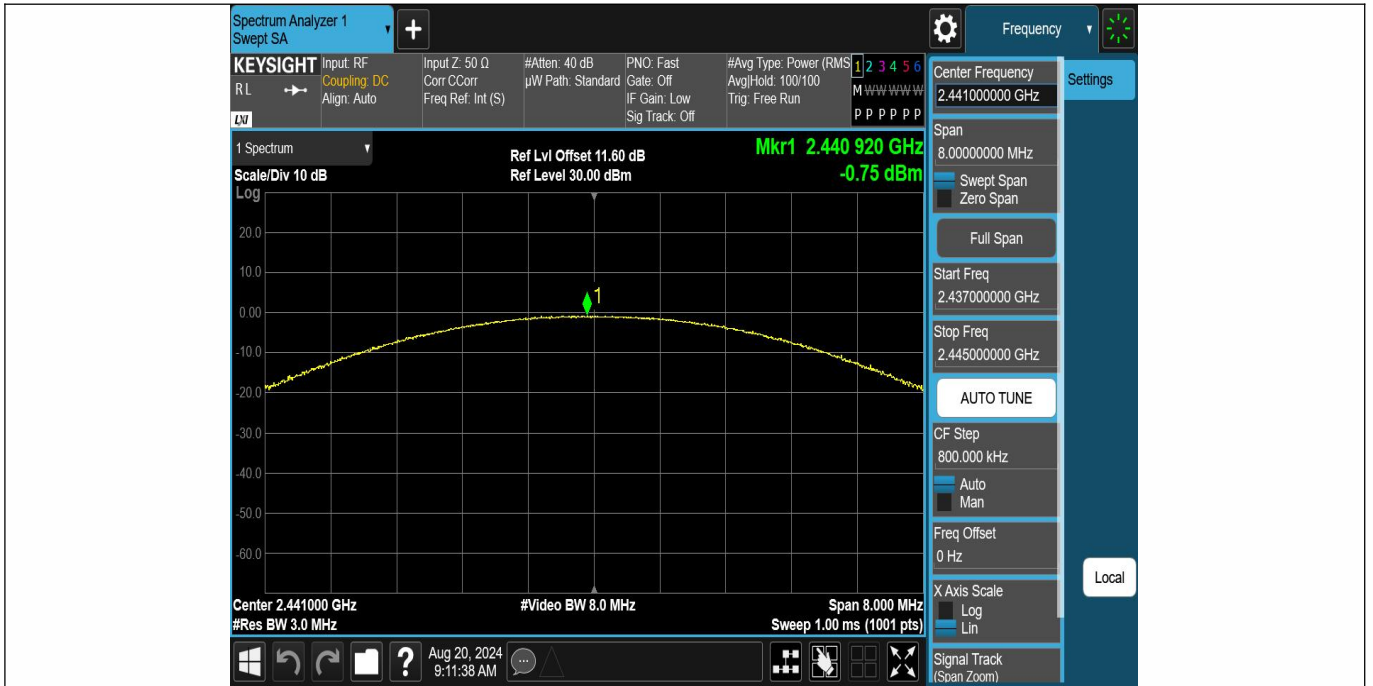 Spectrum Analyzer 1
Swept SA
+
Frequency
KEYSIGHT
RL
LXI
Input: RF
Coupling: DC
Align: Auto
Input Z: 50 Ω
Corr CCorr
Freq Ref: Int (S)
#Atten: 40 dB
µW Path: Standard
PNO: Fast
Gate: Off
IF Gain: Low
Sig Track: Off
#Avg Type: Power (RMS
Avg|Hold: 100/100
Trig: Free Run
1 2 3 4 5 6
M W W W W W
P P P P P P
1 Spectrum
Scale/Div 10 dB
Ref Lvl Offset 11.60 dB
Ref Level 30.00 dBm
Mkr1 2.440 920 GHz
-0.75 dBm
Log
20.0
10.0
0.00
-10.0
-20.0
-30.0
-40.0
-50.0
-60.0
1
Center 2.441000 GHz
#Video BW 8.0 MHz
Span 8.000 MHz
#Res BW 3.0 MHz
Sweep 1.00 ms (1001 pts)
Center Frequency
2.441000000 GHz
Span
8.00000000 MHz
Swept Span
Zero Span
Full Span
Start Freq
2.437000000 GHz
Stop Freq
2.445000000 GHz
AUTO TUNE
CF Step
800.000 kHz
Auto
Man
Freq Offset
0 Hz
X Axis Scale
Log
Lin
Signal Track
(Span Zoom)
Settings
Local
?
Aug 20, 2024
9:11:38 AM